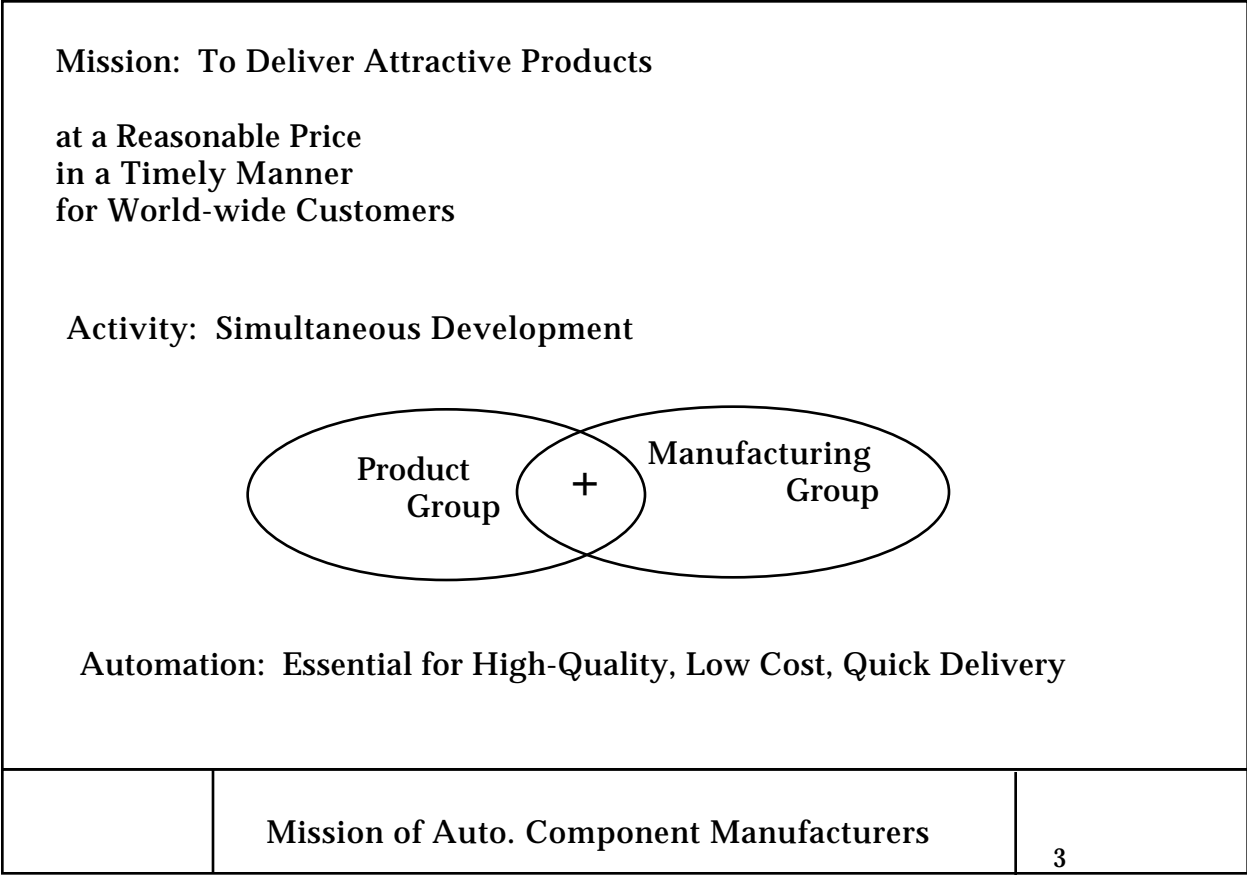 Mission: To Deliver Attractive Products
at a Reasonable Price
in a Timely Manner
for World-wide Customers
Activity: Simultaneous Development
Product
Group
+
Manufacturing
Group
Automation: Essential for High-Quality, Low Cost, Quick Delivery
Mission of Auto. Component Manufacturers
3